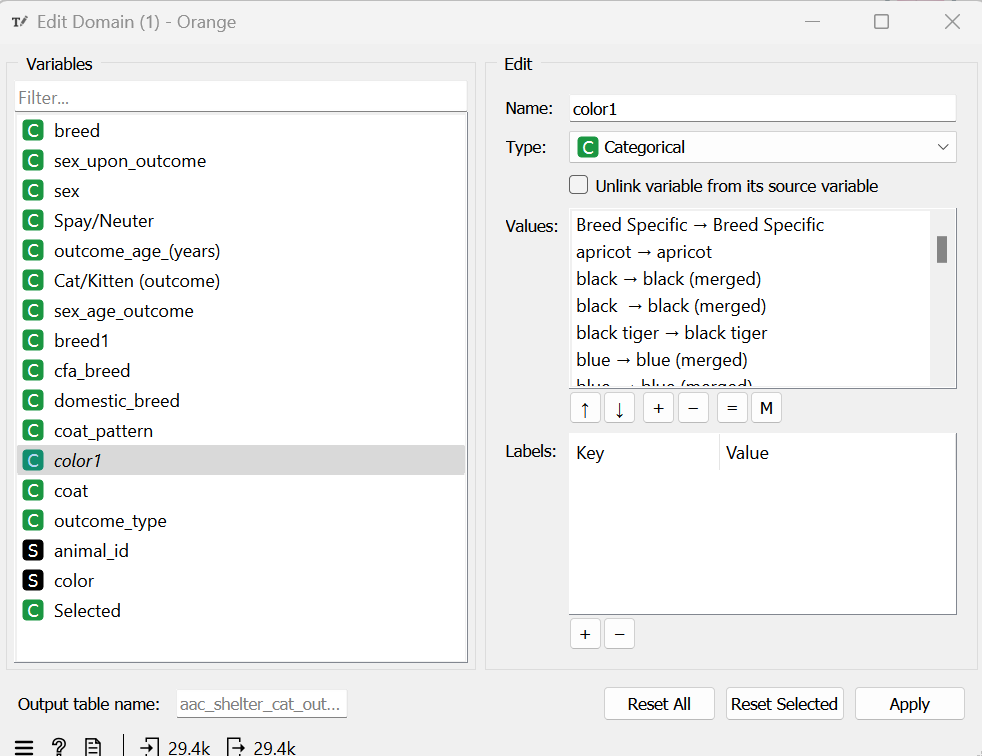 Edit Domain (1) - Orange
Variables
Filter...
C breed
C sex_upon_outcome
C sex
C Spay/Neuter
C outcome_age_(years)
C Cat/Kitten (outcome)
C sex_age_outcome
C breed1
C cfa_breed
C domestic_breed
C coat_pattern
C color1
C coat
C outcome_type
S animal_id
S color
C Selected
Edit
Name: color1
Type: C Categorical
Unlink variable from its source variable
Values: Breed Specific → Breed Specific
apricot → apricot
black → black (merged)
black  → black (merged)
black tiger → black tiger
blue → blue (merged)
blue  → blue (merged)
↑ ↓ + − = M
Labels: Key Value
+ −
Output table name: aac_shelter_cat_out...
Reset All Reset Selected Apply
? 29.4k 29.4k